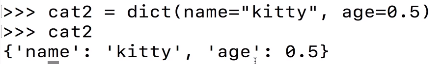 >>> cat2 = dict(name="kitty", age=0.5)
>>> cat2
{'name': 'kitty', 'age': 0.5}